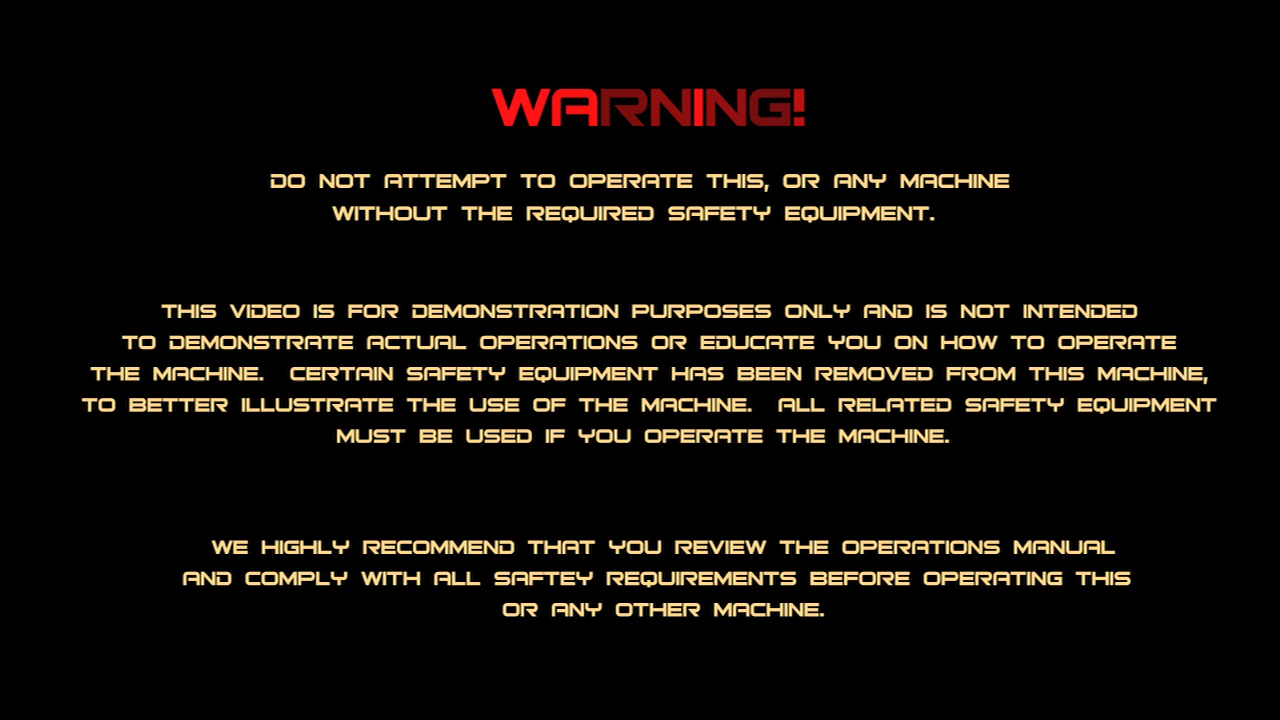 WARNING!
DO NOT ATTEMPT TO OPERATE THIS, OR ANY MACHINE
WITHOUT THE REQUIRED SAFETY EQUIPMENT.
THIS VIDEO IS FOR DEMONSTRATION PURPOSES ONLY AND IS NOT INTENDED
TO DEMONSTRATE ACTUAL OPERATIONS OR EDUCATE YOU ON HOW TO OPERATE
THE MACHINE. CERTAIN SAFETY EQUIPMENT HAS BEEN REMOVED FROM THIS MACHINE,
TO BETTER ILLUSTRATE THE USE OF THE MACHINE. ALL RELATED SAFETY EQUIPMENT
MUST BE USED IF YOU OPERATE THE MACHINE.
WE HIGHLY RECOMMEND THAT YOU REVIEW THE OPERATIONS MANUAL
AND COMPLY WITH ALL SAFTEY REQUIREMENTS BEFORE OPERATING THIS
OR ANY OTHER MACHINE.